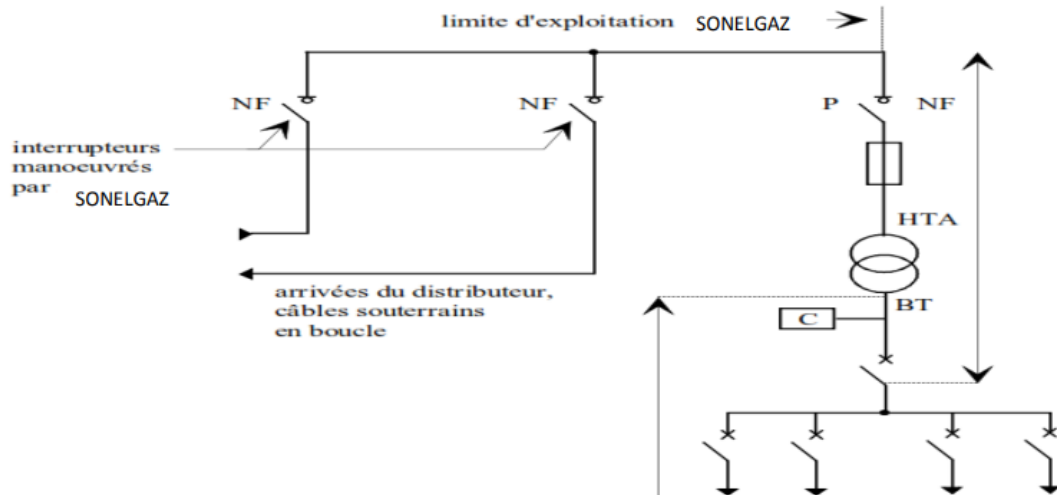 limite d'exploitation SONELGAZ
NF
NF
P
NF
interrupteurs
manoeuvrés
par SONELGAZ
HTA
arrivées du distributeur,
câbles souterrains
en boucle
BT
C